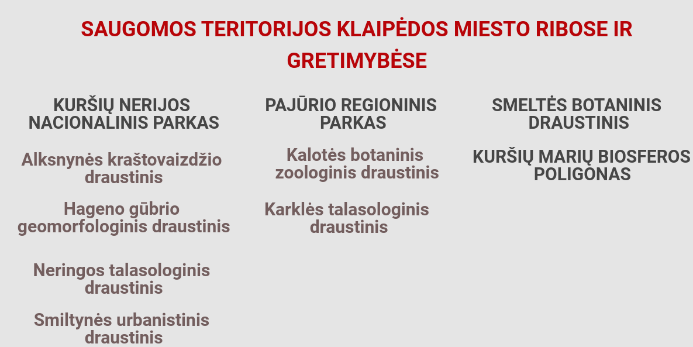 SAUGOMOS TERITORIJOS KLAIPĖDOS MIESTO RIBOSE IR
GRETIMYBĖSE
KURŠIŲ NERIJOS
NACIONALINIS PARKAS
Alksnynės kraštovaizdžio
draustinis
Hageno gūbrio
geomorfologinis draustinis
Neringos talasologinis
draustinis
Smiltynės urbanistinis
draustinis
PAJŪRIO REGIONINIS
PARKAS
Kalotės botaninis
zoologinis draustinis
Karklės talasologinis
draustinis
SMELTĖS BOTANINIS
DRAUSTINIS
KURŠIŲ MARIŲ BIOSFEROS
POLIGONAS